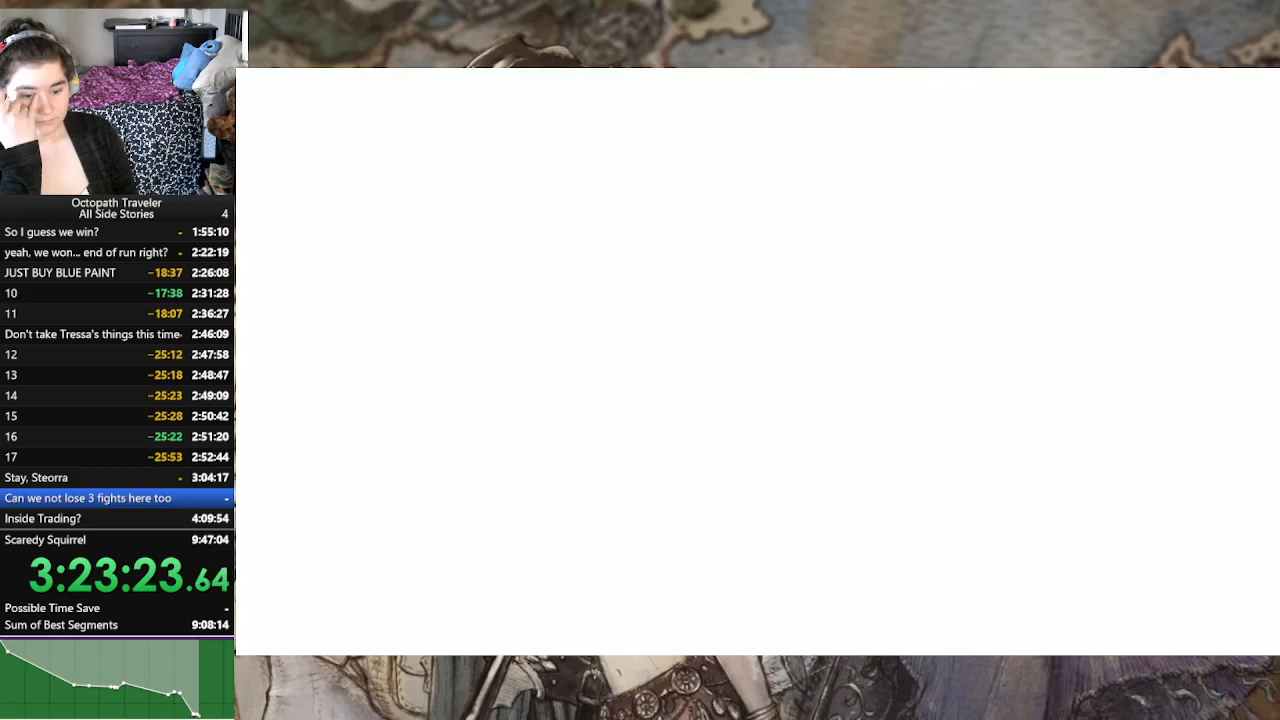 Octopath Traveler
All Side Stories 4
So I guess we win? - 1:55:10
yeah, we won... end of run right? - 2:22:19
JUST BUY BLUE PAINT −18:37 2:26:08
10 −17:38 2:31:28
11 −18:07 2:36:27
Don't take Tressa's things this time - 2:46:09
12 −25:12 2:47:58
13 −25:18 2:48:47
14 −25:23 2:49:09
15 −25:28 2:50:42
16 −25:22 2:51:20
17 −25:53 2:52:44
Stay, Steorra - 3:04:17
Can we not lose 3 fights here too -
Inside Trading? 4:09:54
Scaredy Squirrel 9:47:04
3:23:23.64
Possible Time Save -
Sum of Best Segments 9:08:14